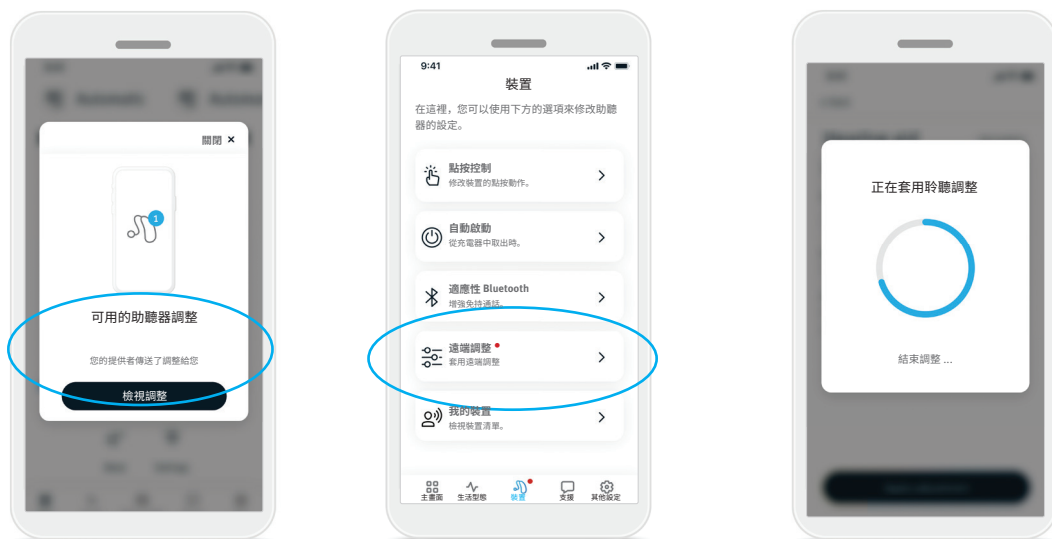 關閉 ×
1
可用的助聽器調整
您的提供者傳送了調整給您
檢視調整
9:41
裝置
在這裡，您可以使用下方的選項來修改助聽
器的設定。
點按控制
修改裝置的點按動作。
自動啟動
從充電器中取出時。
適應性 Bluetooth
增強免持通話。
遠端調整
套用遠端調整
我的裝置
檢視裝置清單。
主畫面
生活型態
裝置
支援
其他設定
正在套用聆聽調整
結束調整 ...